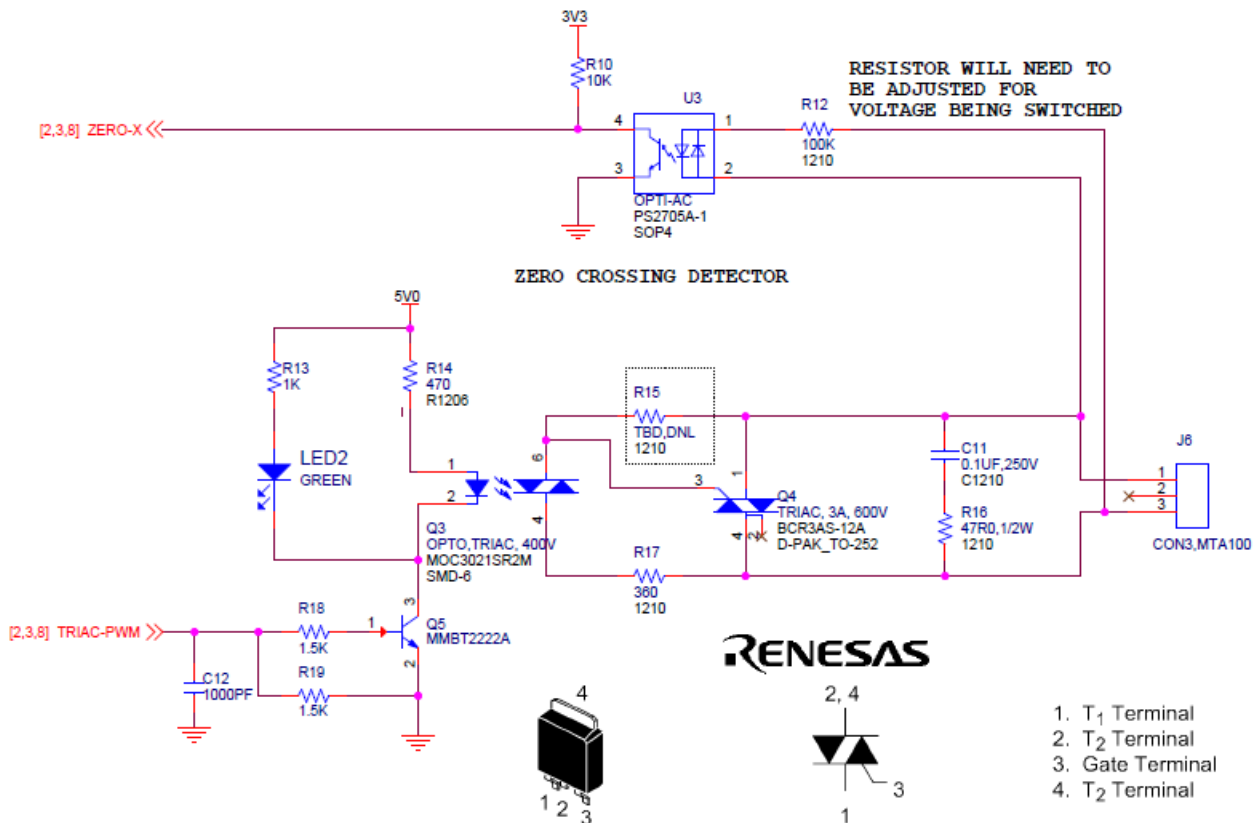 3V3
R10
10K
RESISTOR WILL NEED TO
BE ADJUSTED FOR
VOLTAGE BEING SWITCHED
[2,3,8] ZERO-X
U3
4
3
1
2
R12
100K
1210
OPTI-AC
PS2705A-1
SOP4
ZERO CROSSING DETECTOR
5V0
R13
1K
R14
470
R1206
LED2
GREEN
1
2
6
4
Q3
OPTO,TRIAC, 400V
MOC3021SR2M
SMD-6
R15
TBD,DNL
1210
3
1
4
2
Q4
TRIAC, 3A, 600V
BCR3AS-12A
D-PAK_TO-252
R17
360
1210
C11
0.1UF,250V
C1210
R16
47R0,1/2W
1210
J6
1
2
3
CON3,MTA100
[2,3,8] TRIAC-PWM
C12
1000PF
R18
1.5K
R19
1.5K
1
3
2
Q5
MMBT2222A
RENESAS
4
1 2 3
2, 4
3
1
1. T₁ Terminal
2. T₂ Terminal
3. Gate Terminal
4. T₂ Terminal